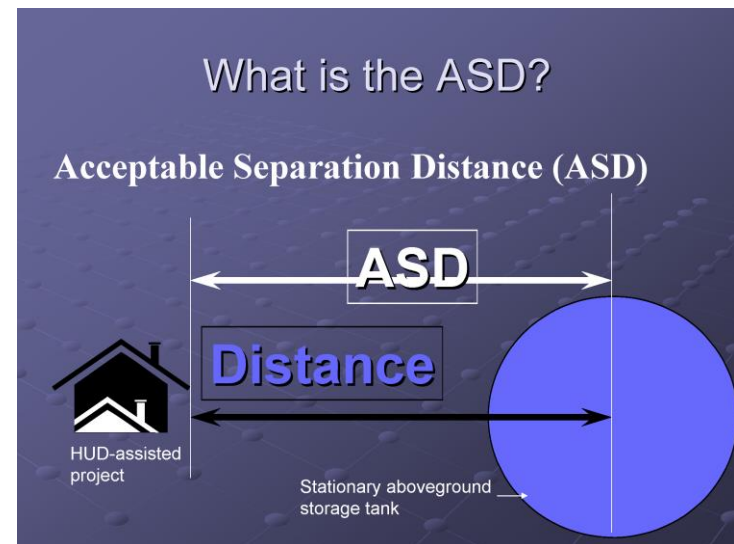 What is the ASD?
Acceptable Separation Distance (ASD)
ASD
Distance
HUD-assisted
project
Stationary aboveground
storage tank